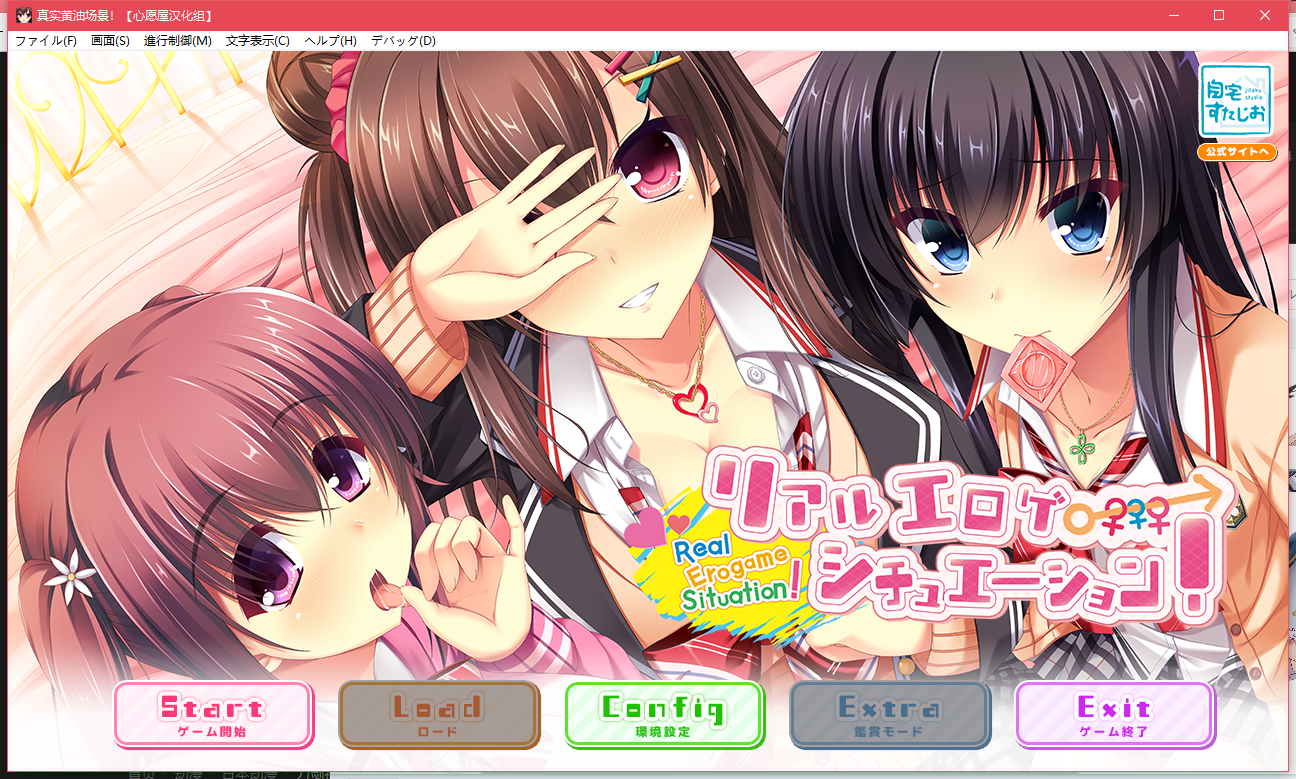 真实黄油场景！【心愿屋汉化组】
ファイル(F) 画面(S) 進行制御(M) 文字表示(C) ヘルプ(H) デバッグ(D)
自宅
すたじお
jitaku
studio
公式サイトへ
リアルエロゲ
シチュエーション!
Real
Erogame
Situation!
Start
ゲーム開始
Load
ロード
Config
環境設定
Extra
鑑賞モード
Exit
ゲーム終了